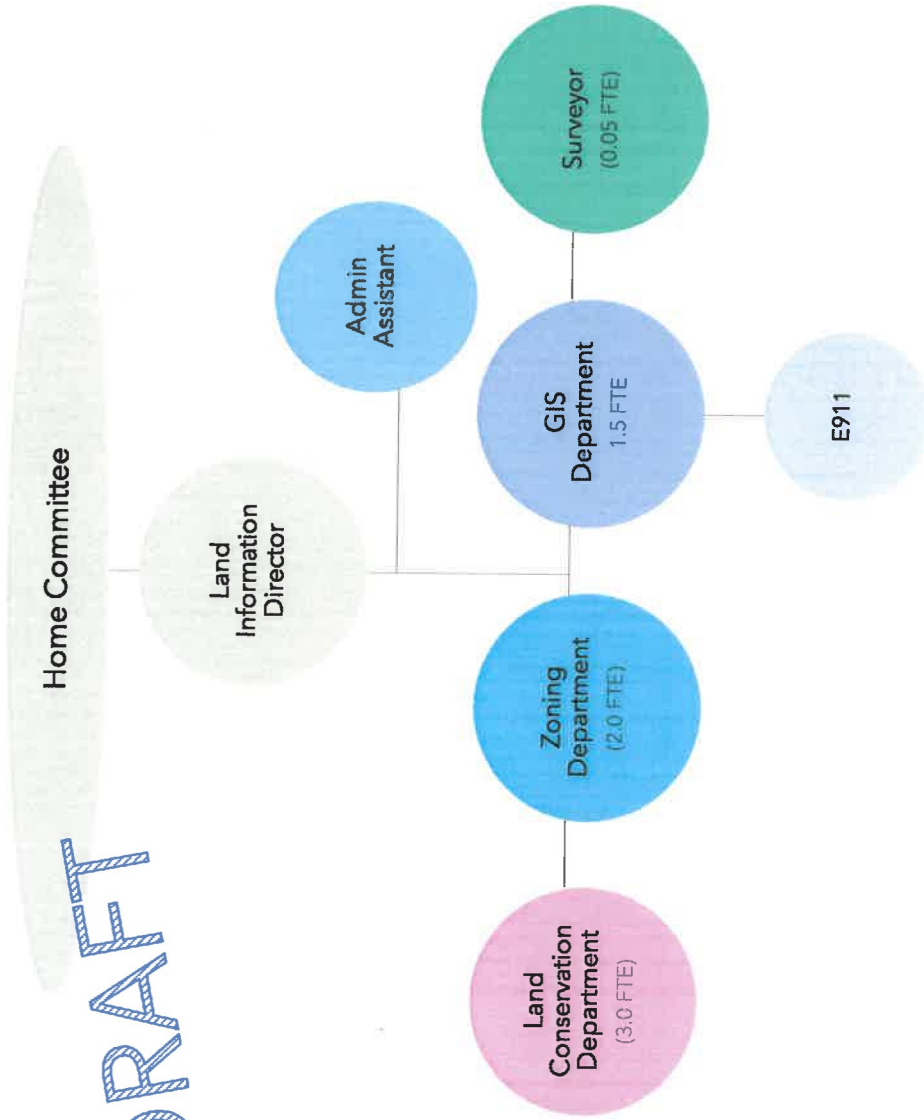 DRAFT
Home Committee
Land
Information
Director
Admin
Assistant
Land
Conservation
Department
(3.0 FTE)
Zoning
Department
(2.0 FTE)
GIS
Department
1.5 FTE
Surveyor
(0.05 FTE)
E911